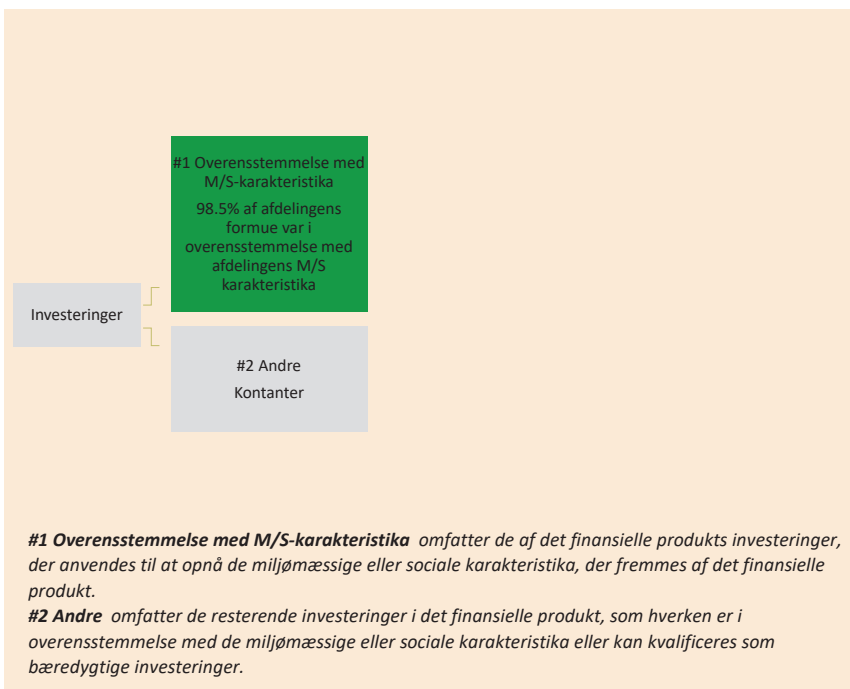 #1 Overensstemmelse med
M/S-karakteristika
98.5% af afdelingens
formue var i
overensstemmelse med
afdelingens M/S
karakteristika
Investeringer
#2 Andre
Kontanter
#1 Overensstemmelse med M/S-karakteristika omfatter de af det finansielle produkts investeringer,
der anvendes til at opnå de miljømæssige eller sociale karakteristika, der fremmes af det finansielle
produkt.
#2 Andre omfatter de resterende investeringer i det finansielle produkt, som hverken er i
overensstemmelse med de miljømæssige eller sociale karakteristika eller kan kvalificeres som
bæredygtige investeringer.